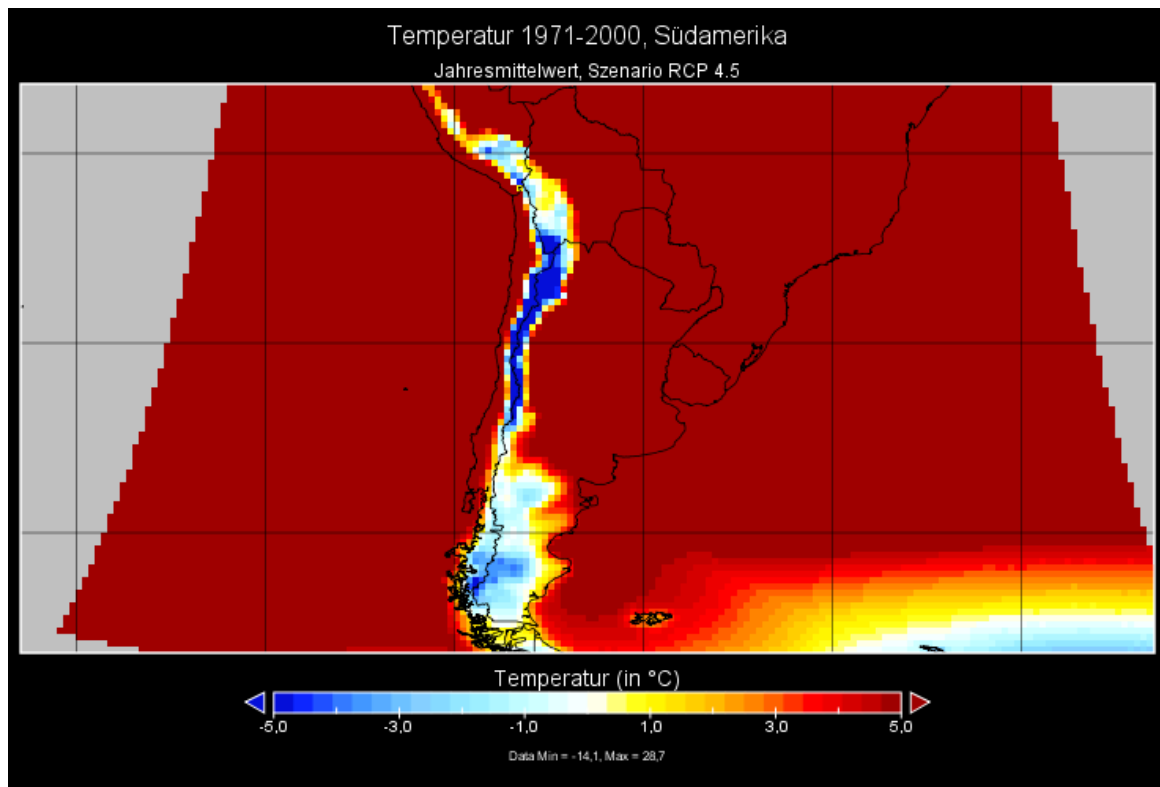 Temperatur 1971-2000, Südamerika
Jahresmittelwert, Szenario RCP 4.5
Temperatur (in °C)
-5,0 -3,0 -1,0 1,0 3,0 5,0
Data Min = -14,1, Max = 28,7